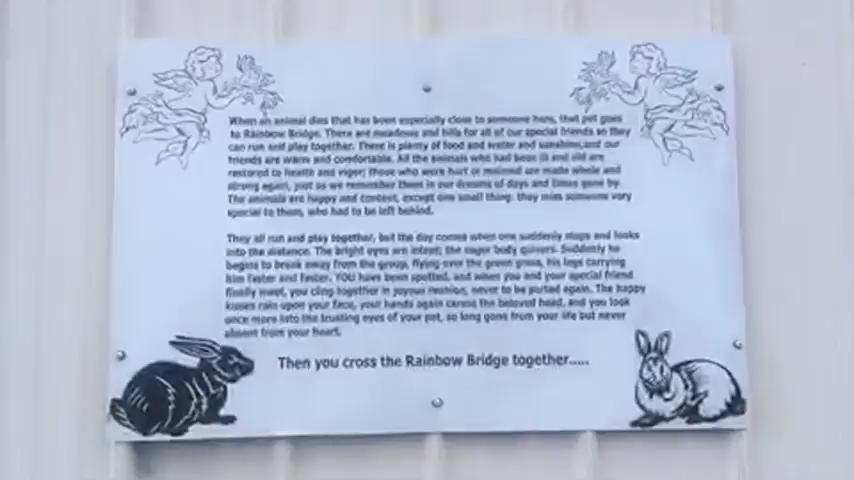 When an animal dies that has been especially close to someone here, that pet goes
to Rainbow Bridge. There are meadows and hills for all of our special friends so they
can run and play together. There is plenty of food and water and sunshine,and our
friends are warm and comfortable. All the animals who had been ill and old are
restored to health and vigor; those who were hurt or maimed are made whole and
strong again, just as we remember them in our dreams of days and times gone by.
The animals are happy and content, except one small thing: they miss someone very
special to them, who had to be left behind.
They all run and play together, but the day comes when one suddenly stops and looks
into the distance. The bright eyes are intent; the eager body quivers. Suddenly he
begins to break away from the group, flying over the green grass, his legs carrying
him faster and faster. YOU have been spotted, and when you and your special friend
finally meet, you cling together in joyous reunion, never to be parted again. The happy
kisses rain upon your face, your hands again caress the beloved head, and you look
once more into the trusting eyes of your pet, so long gone from your life but never
absent from your heart.
Then you cross the Rainbow Bridge together.....